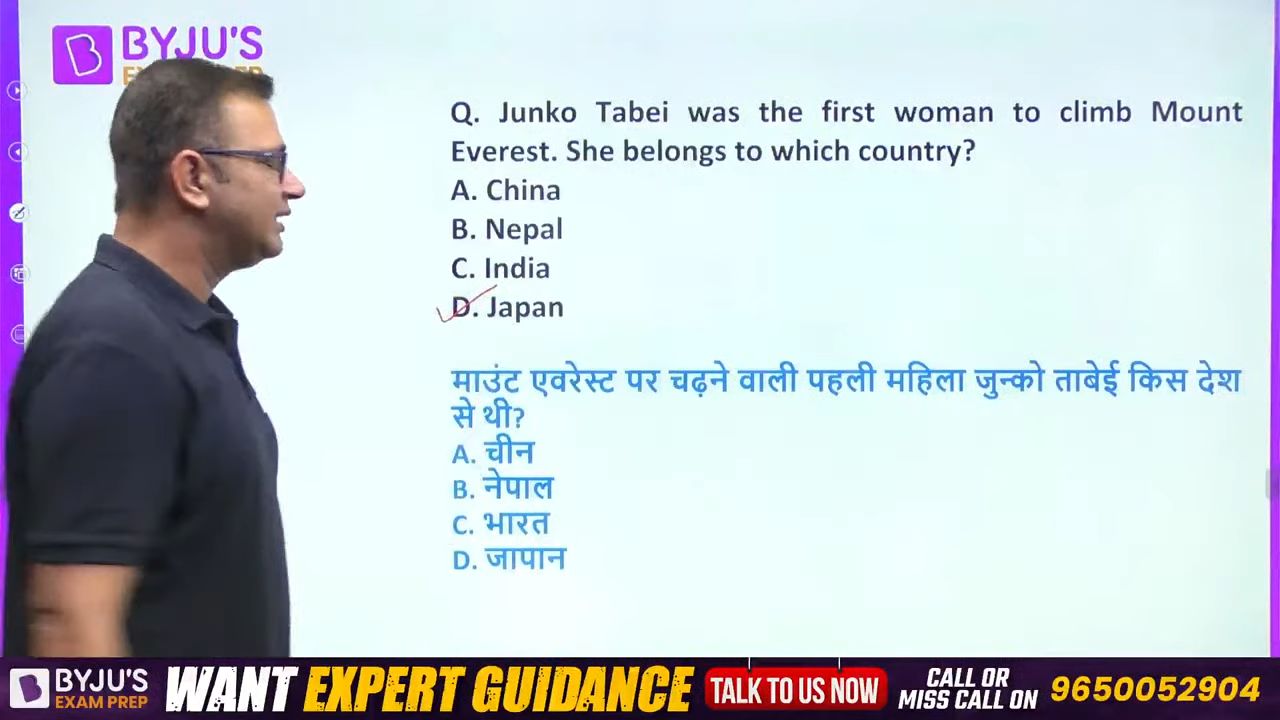 BYJU'S
Q. Junko Tabei was the first woman to climb Mount
Everest. She belongs to which country?
A. China
B. Nepal
C. India
D. Japan
माउंट एवरेस्ट पर चढ़ने वाली पहली महिला जुन्को ताबेई किस देश
से थी?
A. चीन
B. नेपाल
C. भारत
D. जापान
BYJU'S
EXAM PREP
WANT EXPERT GUIDANCE
TALK TO US NOW
CALL OR
MISS CALL ON
9650052904